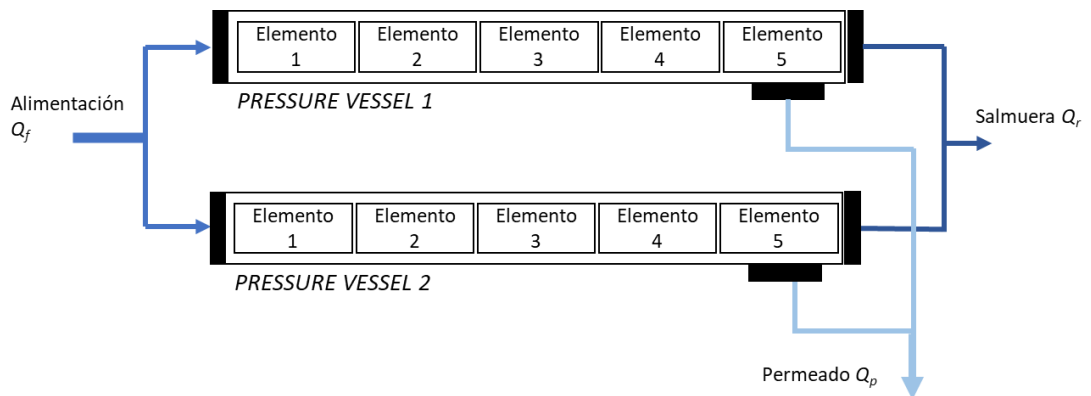 Elemento
1
Elemento
2
Elemento
3
Elemento
4
Elemento
5
PRESSURE VESSEL 1
Alimentación
Qf
Salmuera Qr
Elemento
1
Elemento
2
Elemento
3
Elemento
4
Elemento
5
PRESSURE VESSEL 2
Permeado Qp